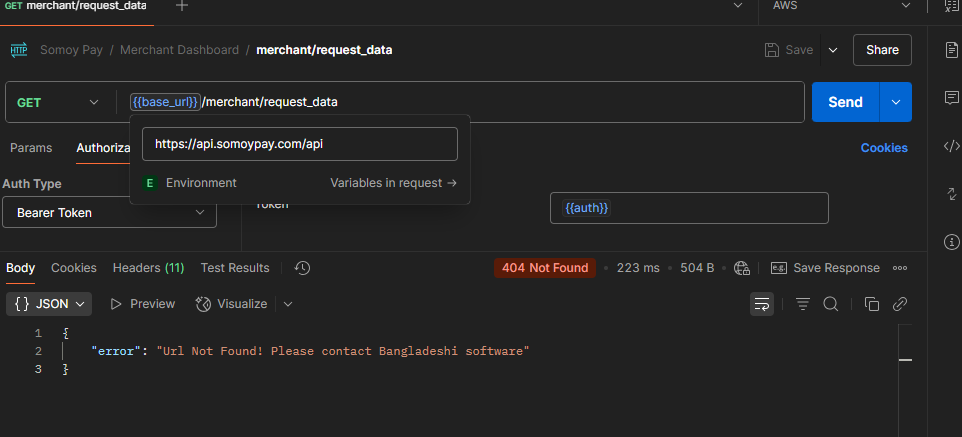 GET merchant/request_data
AWS
HTTP Somoy Pay / Merchant Dashboard / merchant/request_data Save Share
GET {{base_url}}/merchant/request_data Send
https://api.somoypay.com/api
E Environment Variables in request →
Params Authoriza Cookies
Auth Type
Bearer Token
Token {{auth}}
Body Cookies Headers (11) Test Results 404 Not Found • 223 ms • 504 B • e.g. Save Response
{} JSON Preview Visualize
1 {
2 "error": "Url Not Found! Please contact Bangladeshi software"
3 }